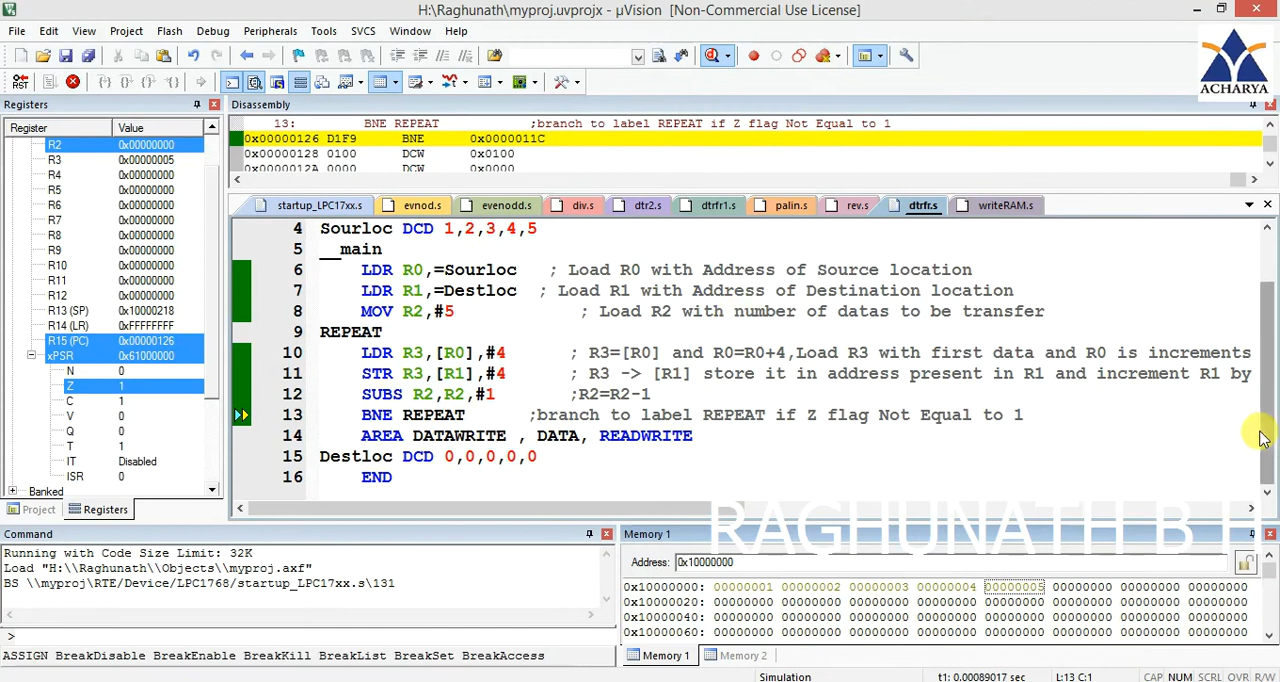 H:\Raghunath\myproj.uvprojx - µVision [Non-Commercial Use License]
File Edit View Project Flash Debug Peripherals Tools SVCS Window Help
ACHARYA
Registers
Register Value
R2 0x00000000
R3 0x00000005
R4 0x00000000
R5 0x00000000
R6 0x00000000
R7 0x00000000
R8 0x00000000
R9 0x00000000
R10 0x00000000
R11 0x00000000
R12 0x00000000
R13 (SP) 0x10000218
R14 (LR) 0xFFFFFFFF
R15 (PC) 0x00000126
xPSR 0x61000000
N 0
Z 1
C 1
V 0
Q 0
T 1
IT Disabled
ISR 0
Banked
Project Registers
Disassembly
13: BNE REPEAT ;branch to label REPEAT if Z flag Not Equal to 1
0x00000126 D1F9 BNE 0x0000011C
0x00000128 0100 DCW 0x0100
0x0000012A 0000 DCW 0x0000
startup_LPC17xx.s evnod.s evenodd.s div.s dtr2.s dtrfr1.s palin.s rev.s dtrfr.s writeRAM.s
4 Sourloc DCD 1,2,3,4,5
5 __main
6 LDR R0,=Sourloc ; Load R0 with Address of Source location
7 LDR R1,=Destloc ; Load R1 with Address of Destination location
8 MOV R2,#5 ; Load R2 with number of datas to be transfer
9 REPEAT
10 LDR R3,[R0],#4 ; R3=[R0] and R0=R0+4,Load R3 with first data and R0 is increments
11 STR R3,[R1],#4 ; R3 -> [R1] store it in address present in R1 and increment R1 by
12 SUBS R2,R2,#1 ;R2=R2-1
13 BNE REPEAT ;branch to label REPEAT if Z flag Not Equal to 1
14 AREA DATAWRITE , DATA, READWRITE
15 Destloc DCD 0,0,0,0,0
16 END
RAGHUNATH B H
Command
Running with Code Size Limit: 32K
Load "H:\\Raghunath\\Objects\\myproj.axf"
BS \\myproj\RTE/Device/LPC1768/startup_LPC17xx.s\131
>
ASSIGN BreakDisable BreakEnable BreakKill BreakList BreakSet BreakAccess
Memory 1
Address: 0x10000000
0x10000000: 00000001 00000002 00000003 00000004 00000005 00000000 00000000 00000000
0x10000020: 00000000 00000000 00000000 00000000 00000000 00000000 00000000 00000000
0x10000040: 00000000 00000000 00000000 00000000 00000000 00000000 00000000 00000000
0x10000060: 00000000 00000000 00000000 00000000 00000000 00000000 00000000 00000000
Memory 1 Memory 2
Simulation t1: 0.00089017 sec L:13 C:1 CAP NUM SCRL OVR R/W